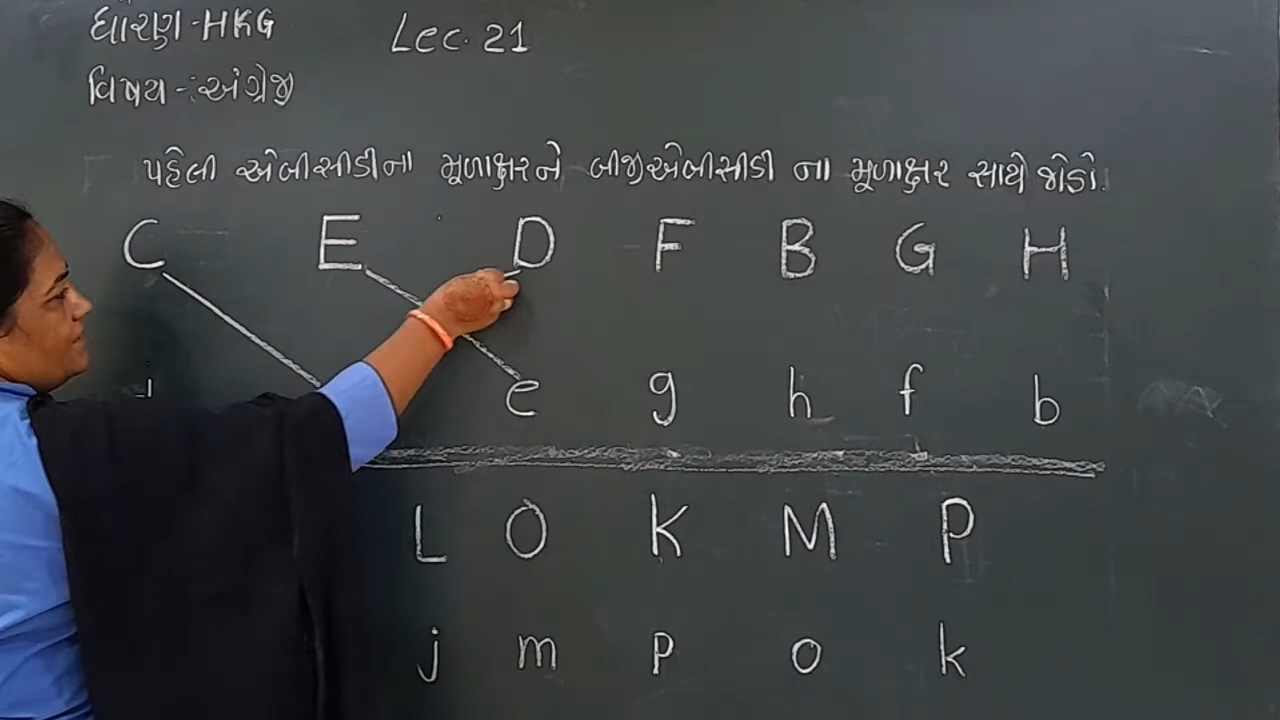 ધોરણ - HKG
Lec. 21
વિષય - અંગ્રેજી
પહેલી એબીસીડીના મૂળાક્ષરને બીજીએબીસીડી ના મૂળાક્ષર સાથે જોડો.
C E D F B G H
e g h f b
L O K M P
j m p o k